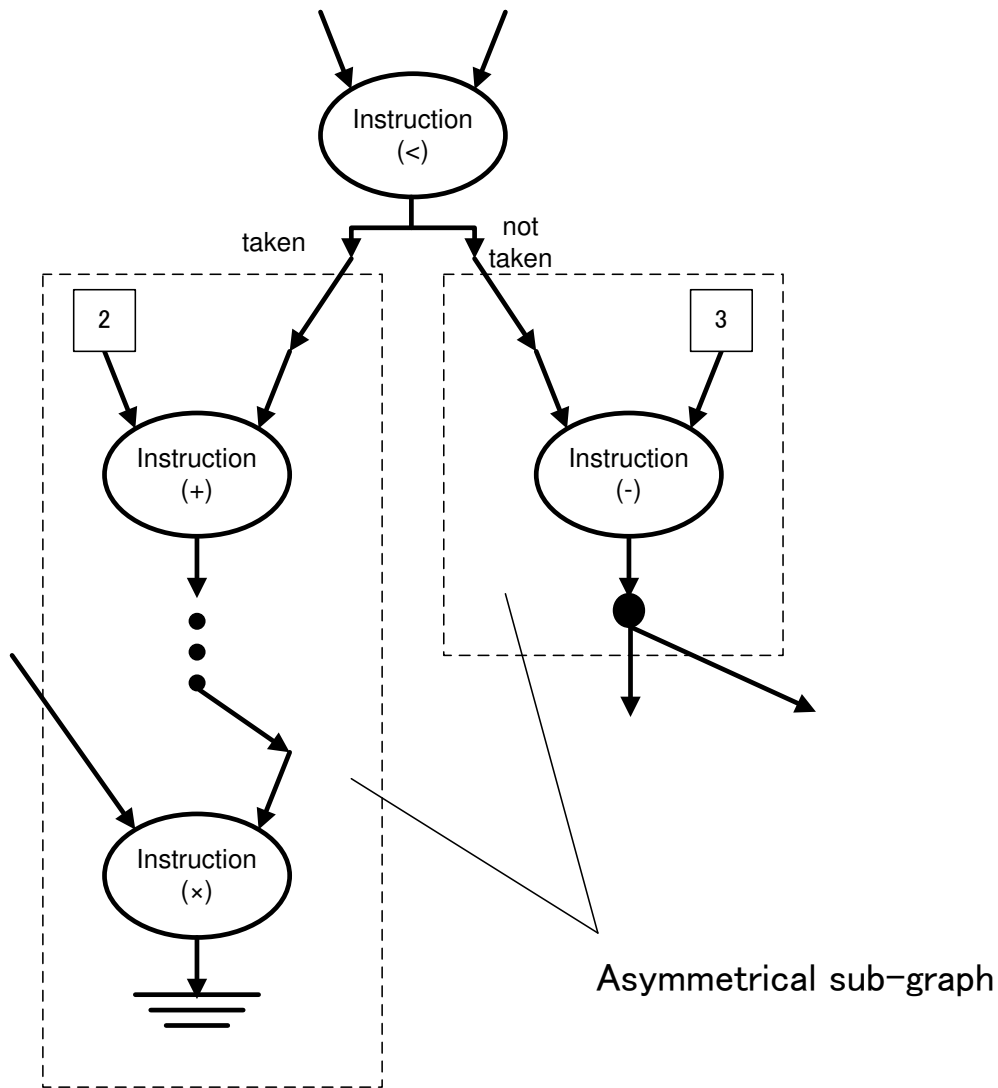 Instruction
(<)
taken
not
taken
2
3
Instruction
(+)
Instruction
(-)
Instruction
(×)
Asymmetrical sub-graph